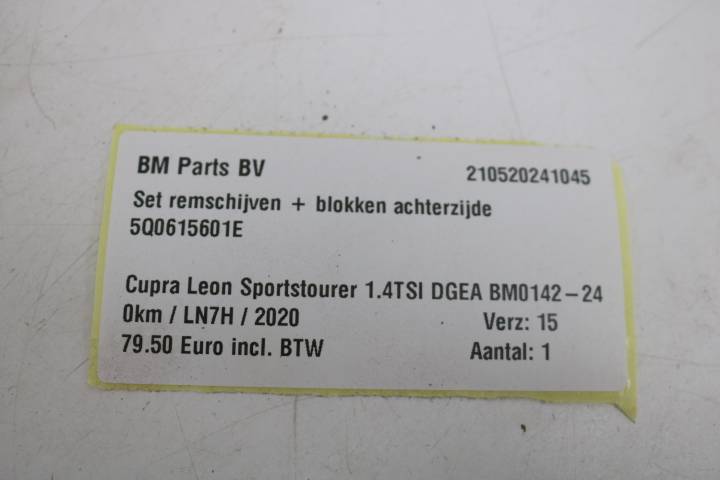 BM Parts BV 210520241045
Set remschijven + blokken achterzijde
5Q0615601E
Cupra Leon Sportstourer 1.4TSI DGEA BM0142-24
0km / LN7H / 2020 Verz: 15
79.50 Euro incl. BTW Aantal: 1